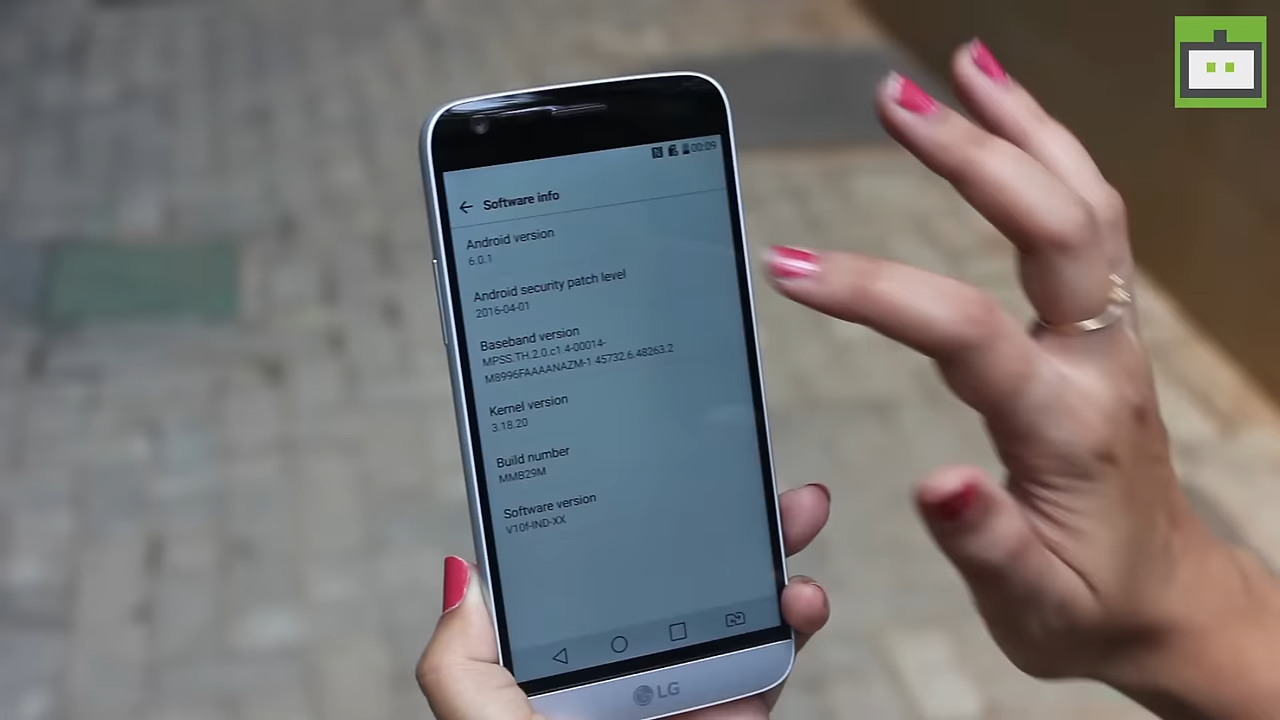 00:09
Software info
Android version
6.0.1
Android security patch level
2016-04-01
Baseband version
MPSS.TH.2.0.c1.4-00014-
M8996FAAAANAZM-1.45732.6.48263.2
Kernel version
3.18.20
Build number
MMB29M
Software version
V10f-IND-XX
LG